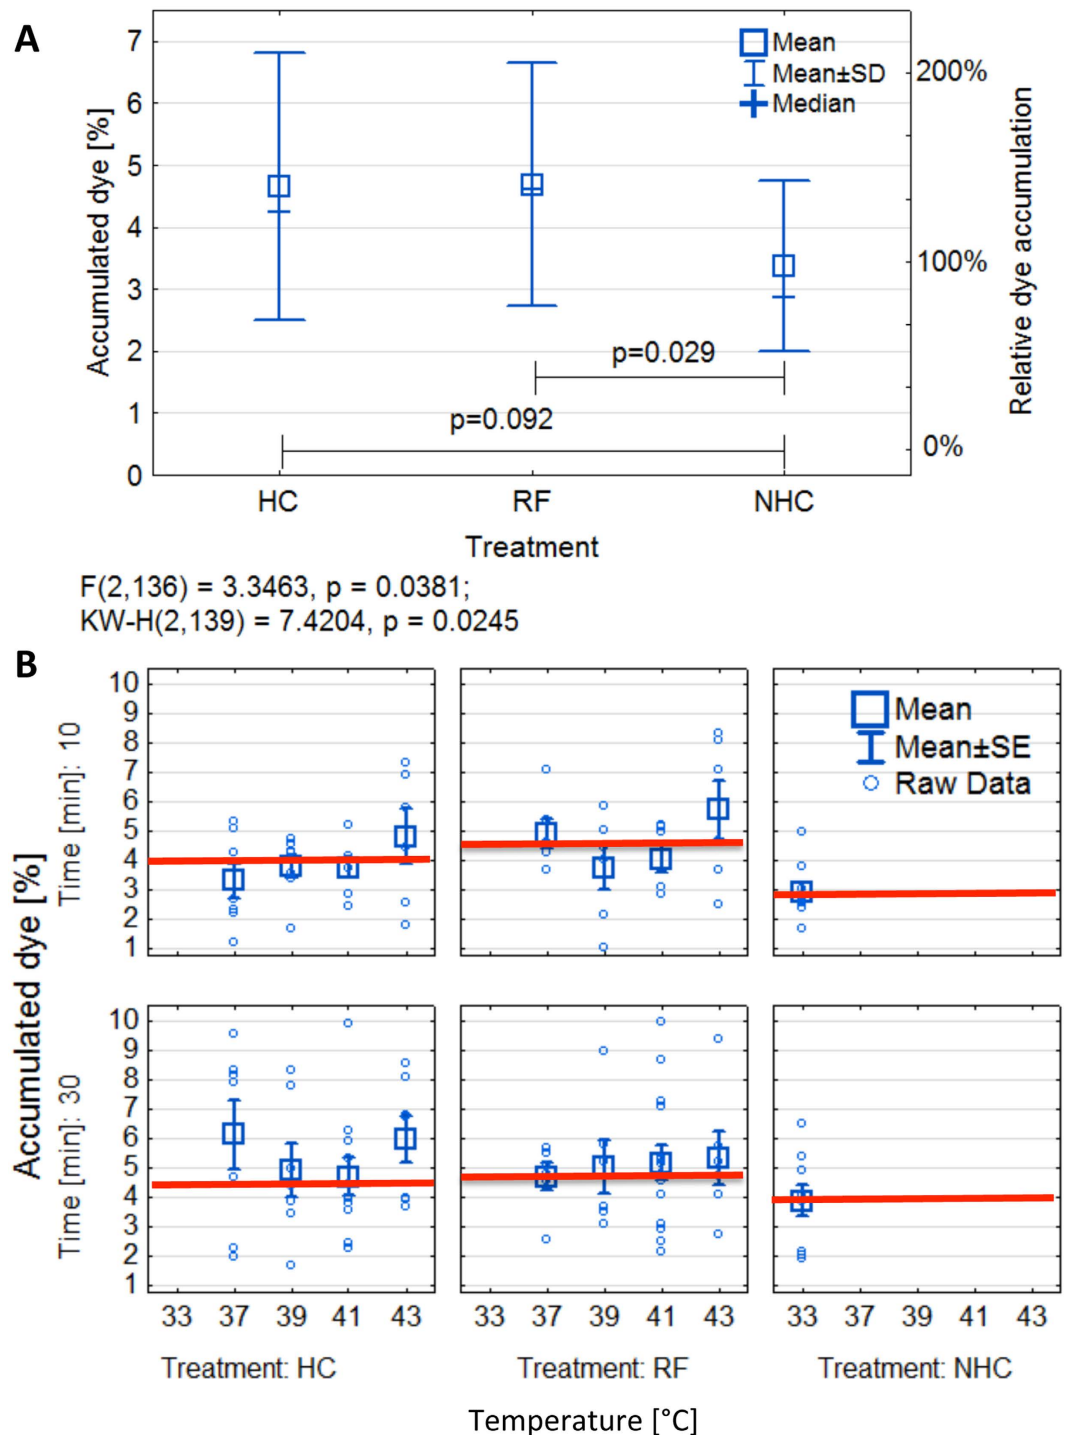 A
Accumulated dye [%]
7
6
5
4
3
2
1
0
Mean
Mean±SD
Median
200%
100%
0%
Relative dye accumulation
p=0.029
p=0.092
HC RF NHC
Treatment
F(2,136) = 3.3463, p = 0.0381;
KW-H(2,139) = 7.4204, p = 0.0245
B
Accumulated dye [%]
Time [min]: 10
10
9
8
7
6
5
4
3
2
1
Mean
Mean±SE
Raw Data
Time [min]: 30
10
9
8
7
6
5
4
3
2
1
33 37 39 41 43 33 37 39 41 43 33 37 39 41 43
Treatment: HC Treatment: RF Treatment: NHC
Temperature [°C]